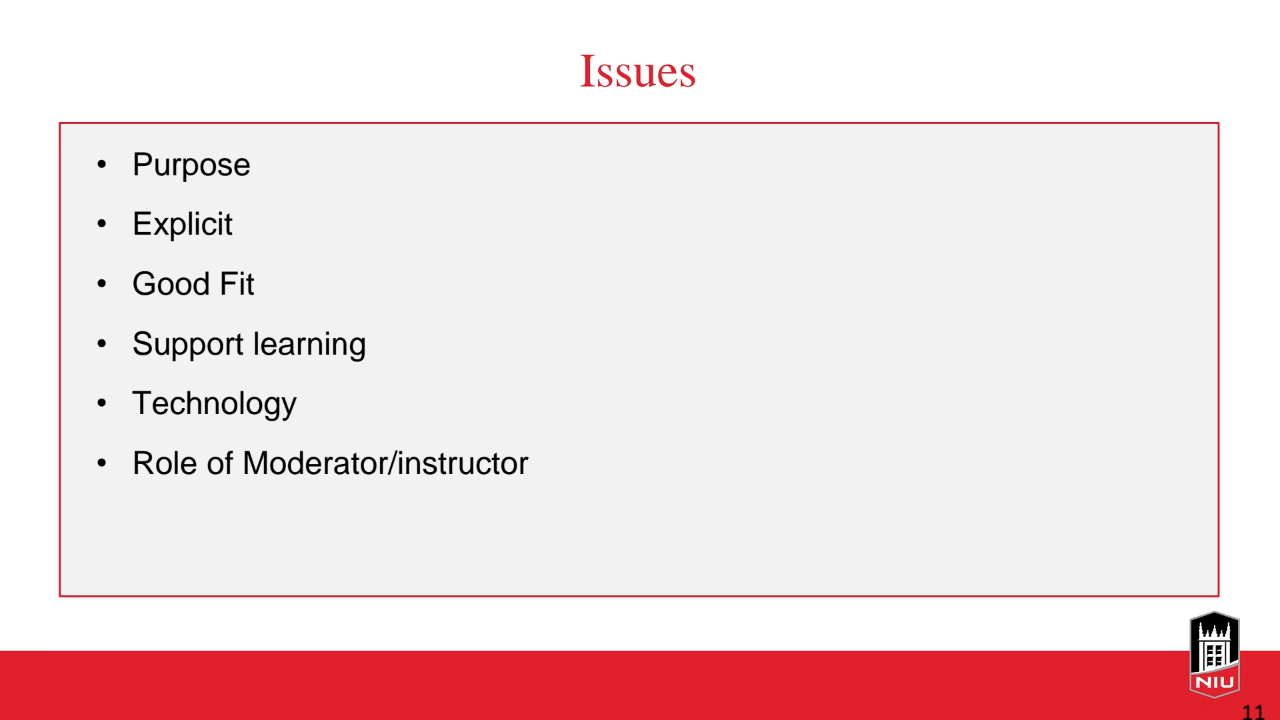 Issues
• Purpose
• Explicit
• Good Fit
• Support learning
• Technology
• Role of Moderator/instructor
NIU
11